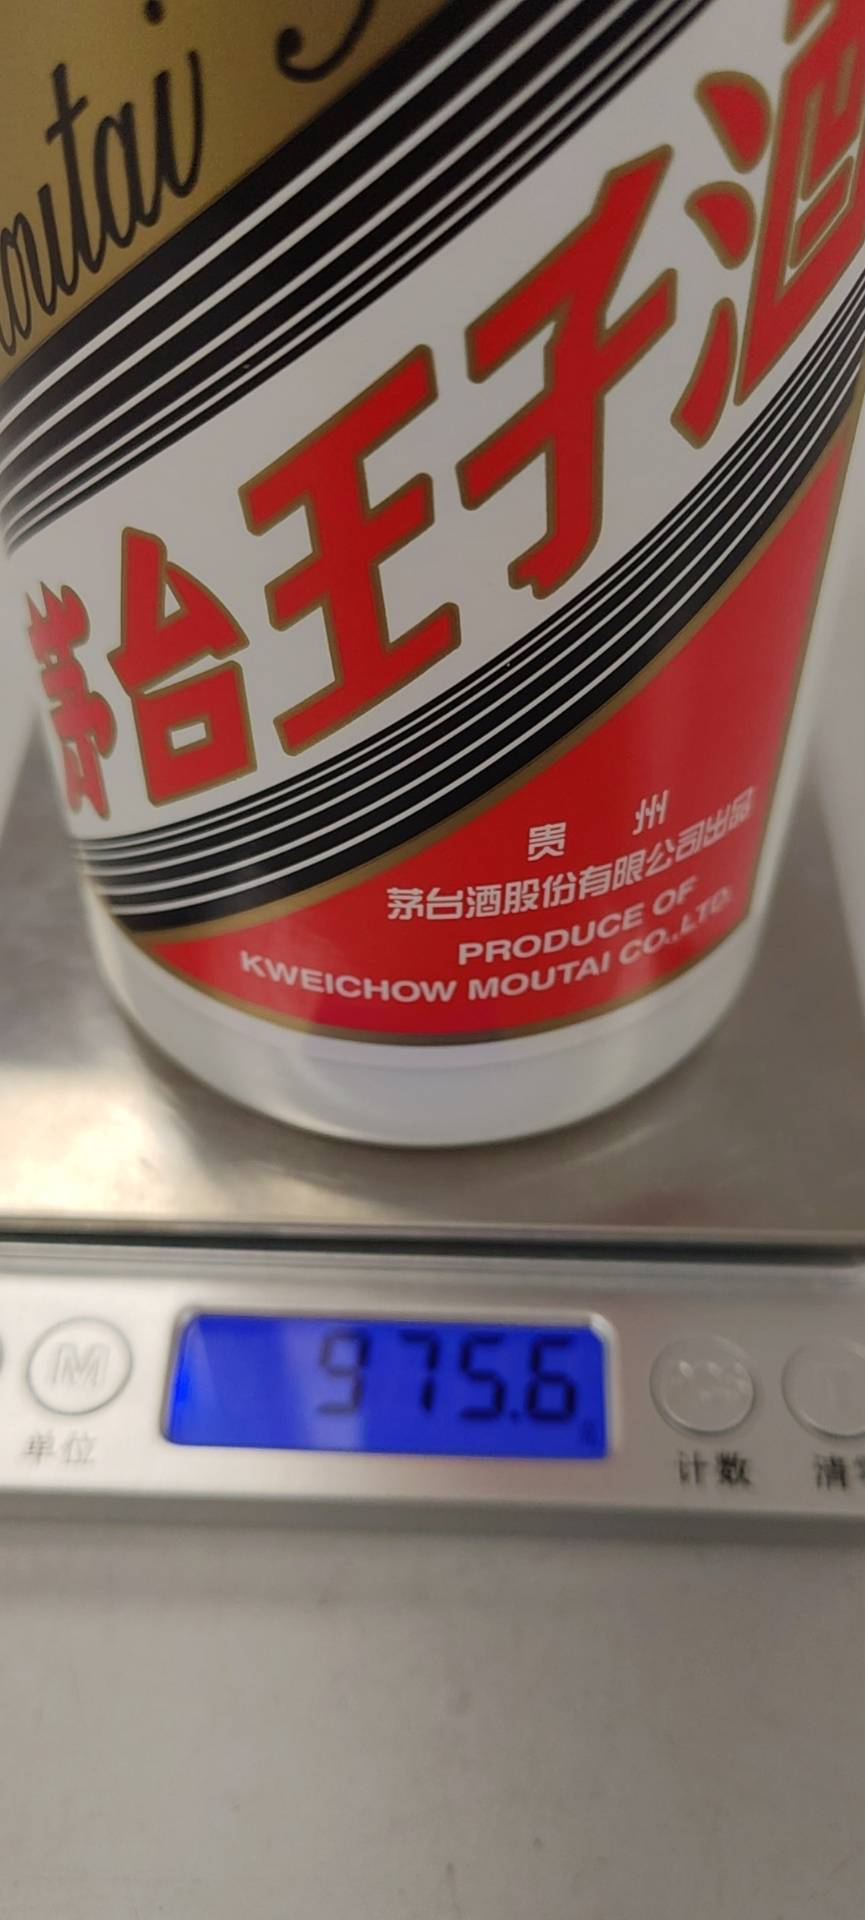 outai
茅台王子酒
贵 州
茅台酒股份有限公司出品
PRODUCE OF
KWEICHOW MOUTAI CO.,LTD.
975.6
M
单位
计数
清